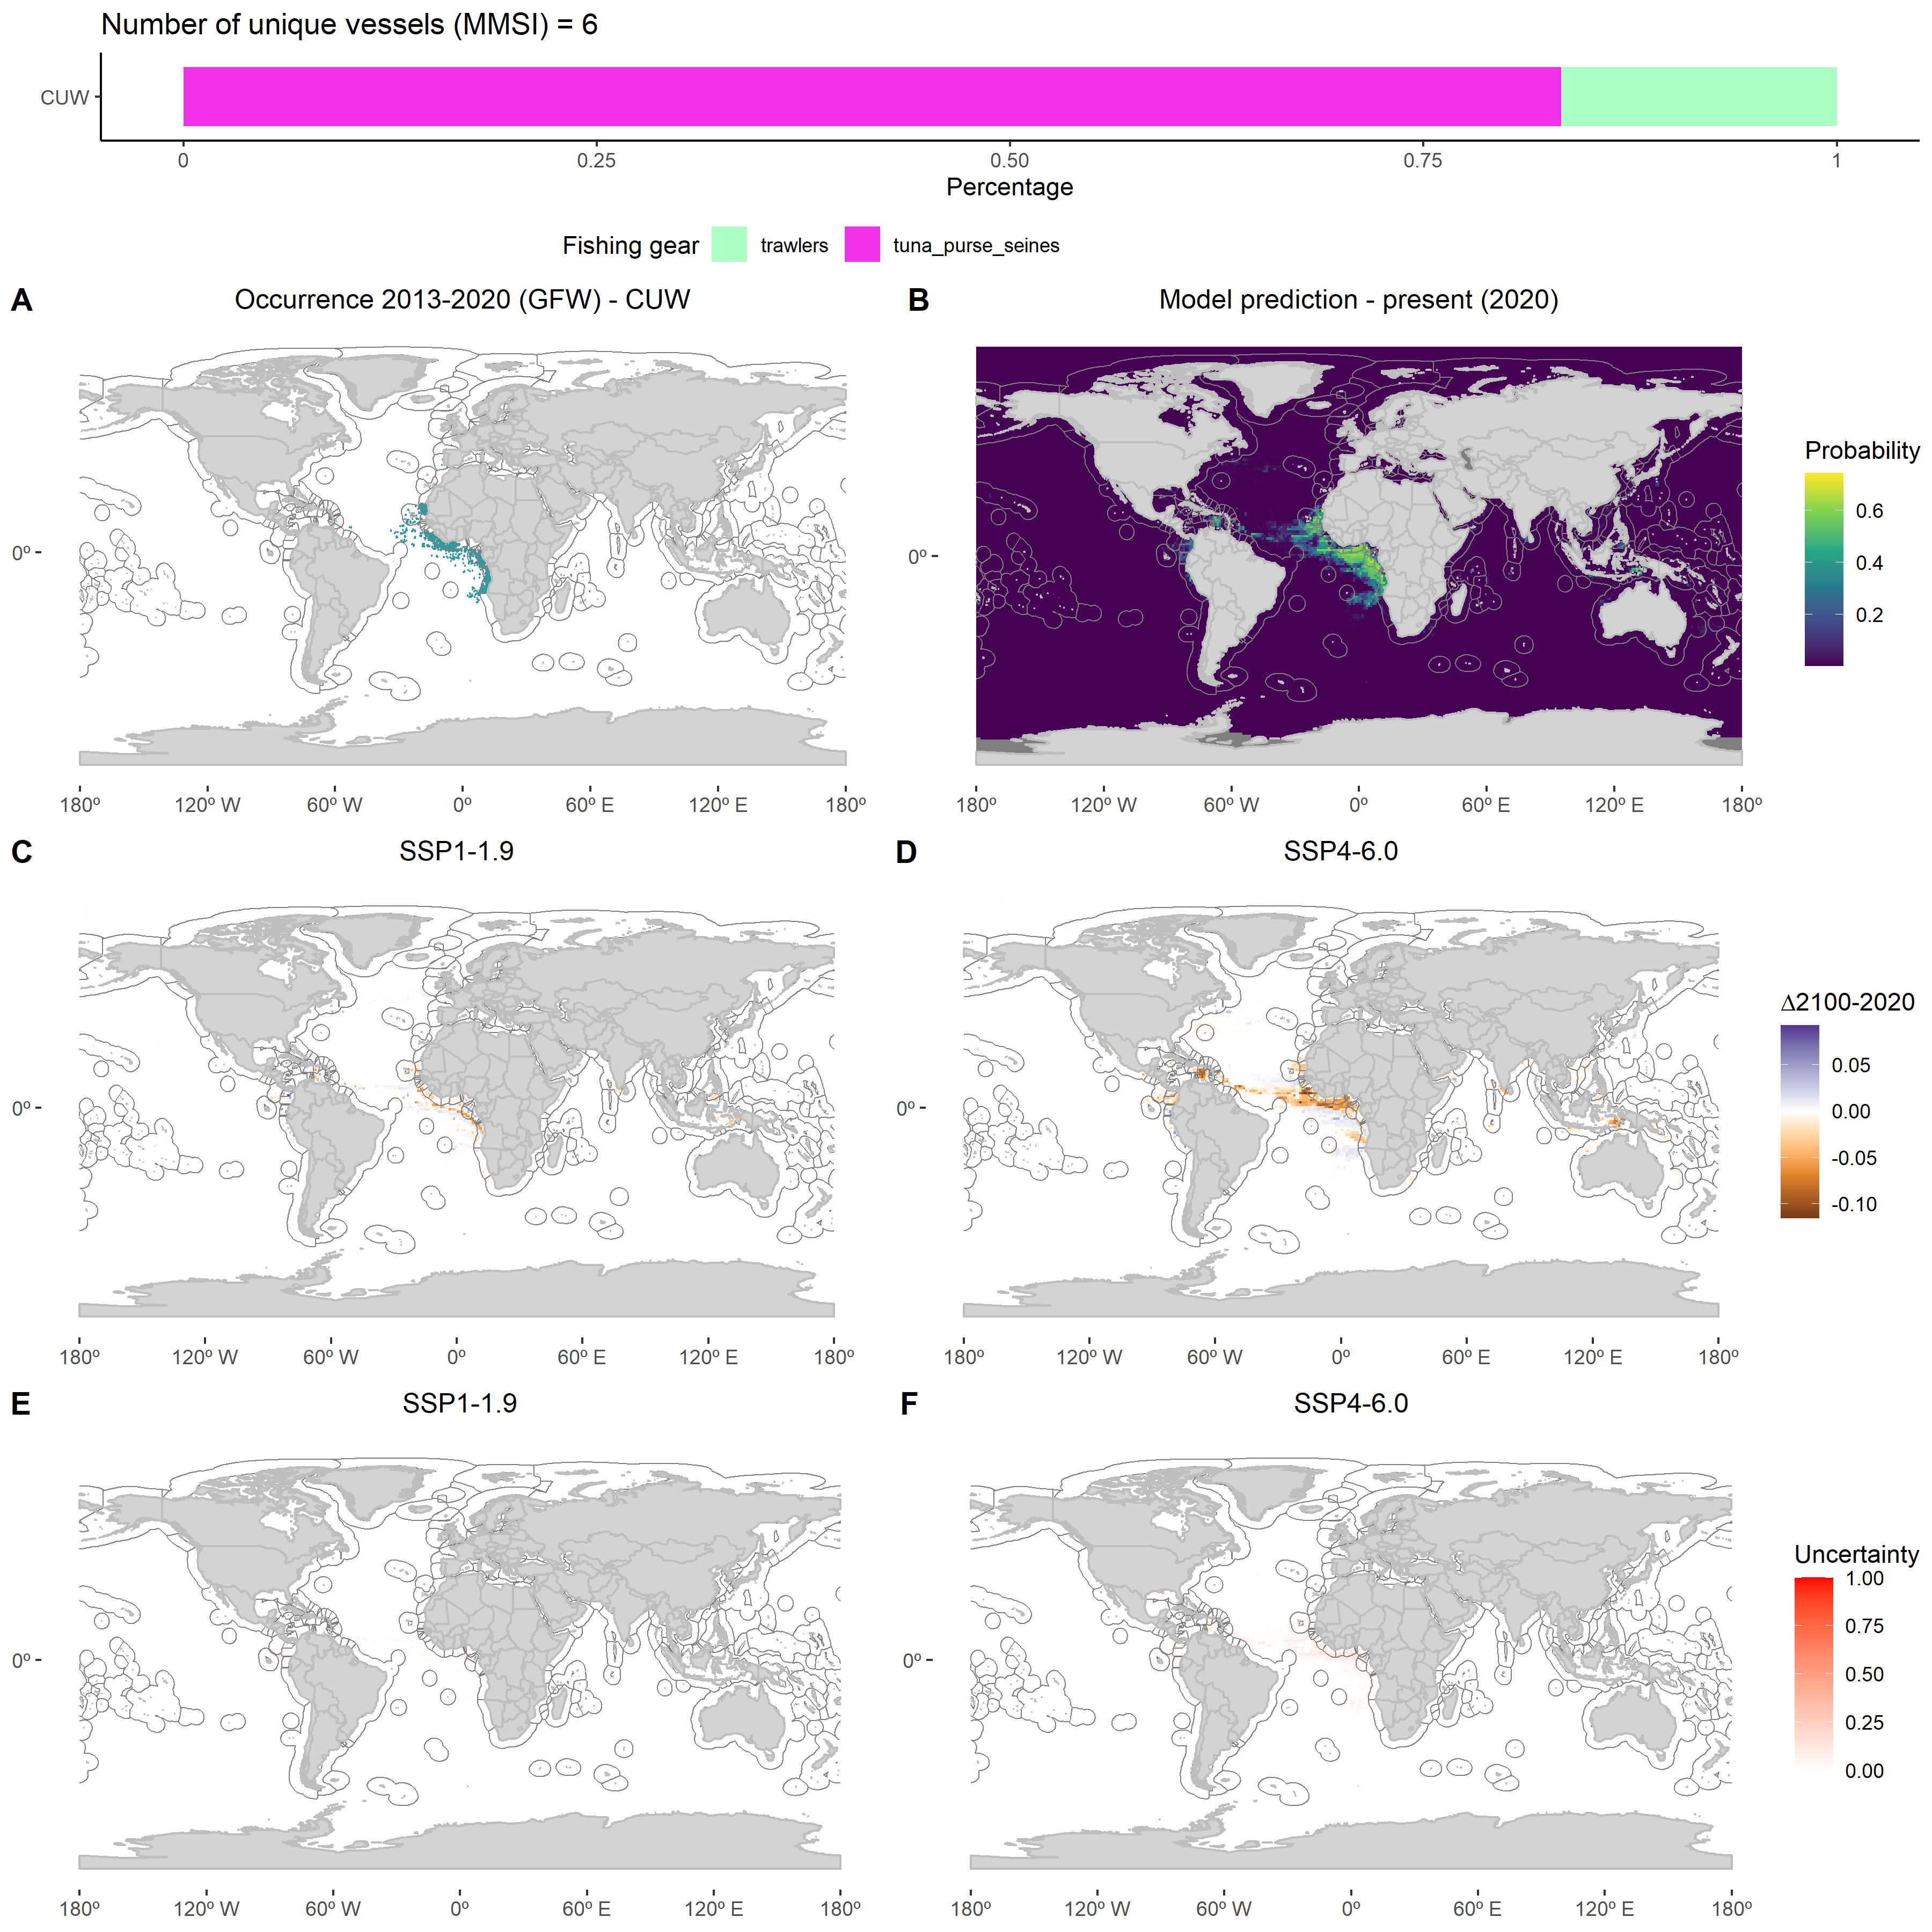 Number of unique vessels (MMSI) = 6
CUW
0 0.25 0.50 0.75 1
Percentage
Fishing gear trawlers tuna_purse_seines
A Occurrence 2013-2020 (GFW) - CUW
0º
180º 120º W 60º W 0º 60º E 120º E 180º
B Model prediction - present (2020)
0º
180º 120º W 60º W 0º 60º E 120º E 180º
Probability
0.6
0.4
0.2
C SSP1-1.9
0º
180º 120º W 60º W 0º 60º E 120º E 180º
D SSP4-6.0
0º
180º 120º W 60º W 0º 60º E 120º E 180º
Δ2100-2020
0.05
0.00
-0.05
-0.10
E SSP1-1.9
0º
180º 120º W 60º W 0º 60º E 120º E 180º
F SSP4-6.0
0º
180º 120º W 60º W 0º 60º E 120º E 180º
Uncertainty
1.00
0.75
0.50
0.25
0.00